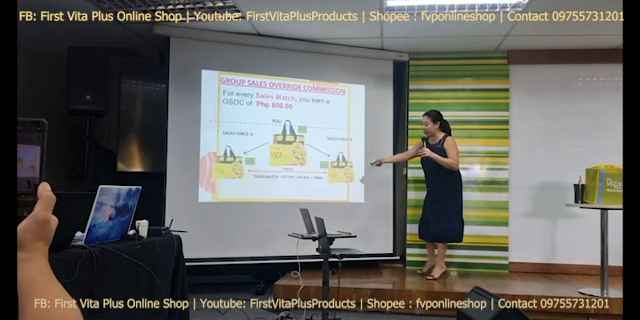 FB: First Vita Plus Online Shop | Youtube: FirstVitaPlusProducts | Shopee : fvponlineshop | Contact 09755731201
GROUP SALES OVERRIDE COMMISSION
For every Sales Match, you earn a
GSOC of Php 800.00
YOU
SALES FORCE A
SALES FORCE
FB: First Vita Plus Online Shop | Youtube: FirstVitaPlusProducts | Shopee : fvponlineshop | Contact 09755731201